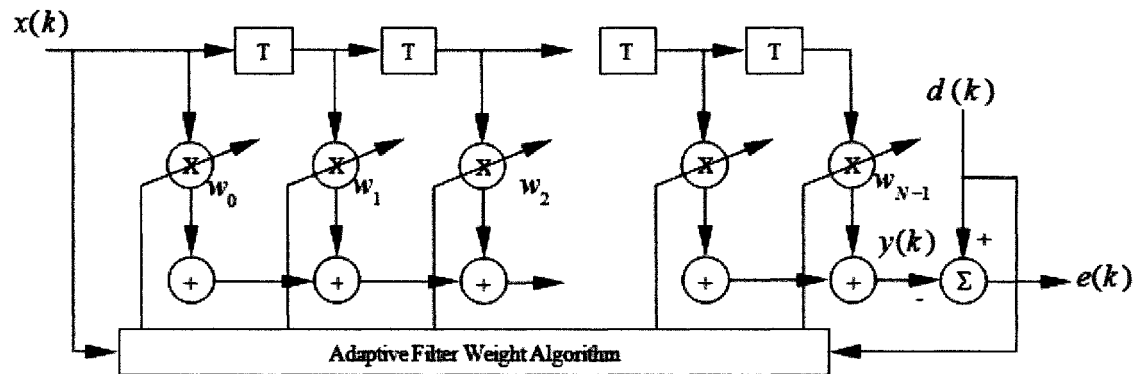 x(k)
T T T T
d(k)
X X X X X
w0 w1 w2 wN-1
y(k) +
+ + + + + Σ e(k)
-
Adaptive Filter Weight Algorithm